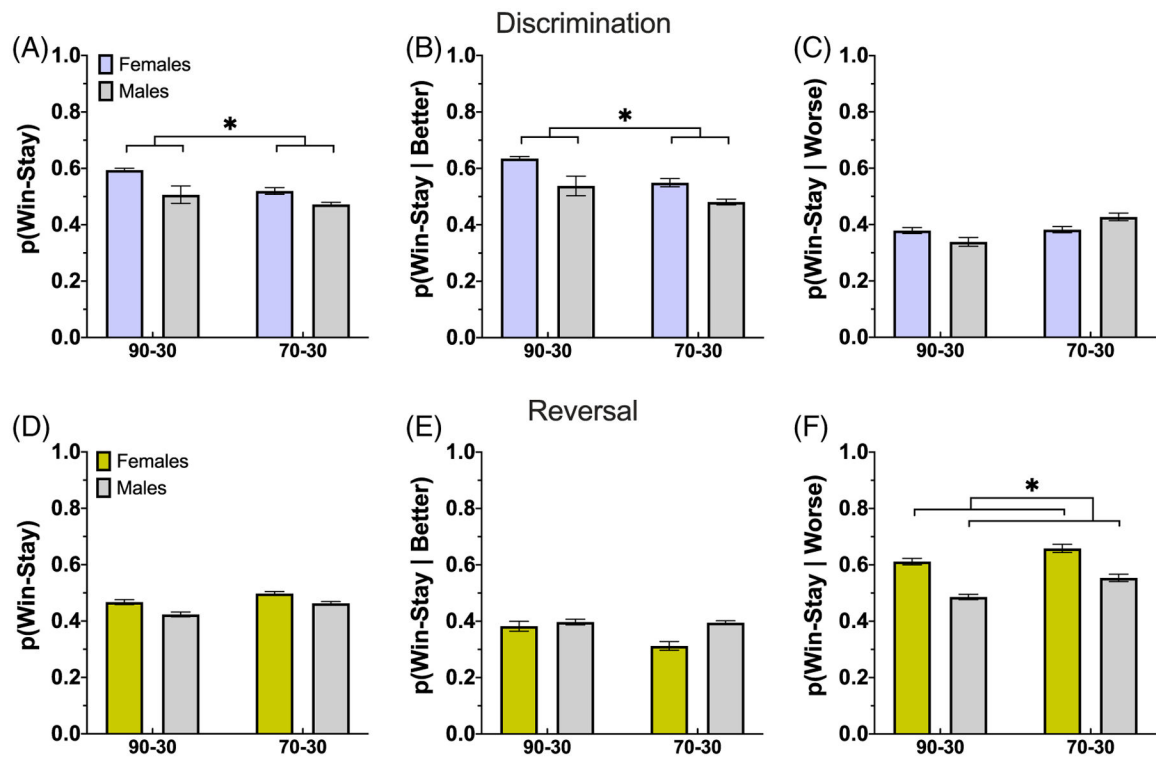 Discrimination
(A)
p(Win-Stay)
1.0
0.8
0.6
0.4
0.2
0.0
Females
Males
*
90-30
70-30
(B)
p(Win-Stay | Better)
1.0
0.8
0.6
0.4
0.2
0.0
*
90-30
70-30
(C)
p(Win-Stay | Worse)
1.0
0.8
0.6
0.4
0.2
0.0
90-30
70-30
Reversal
(D)
p(Win-Stay)
1.0
0.8
0.6
0.4
0.2
0.0
Females
Males
90-30
70-30
(E)
p(Win-Stay | Better)
1.0
0.8
0.6
0.4
0.2
0.0
90-30
70-30
(F)
p(Win-Stay | Worse)
1.0
0.8
0.6
0.4
0.2
0.0
*
90-30
70-30